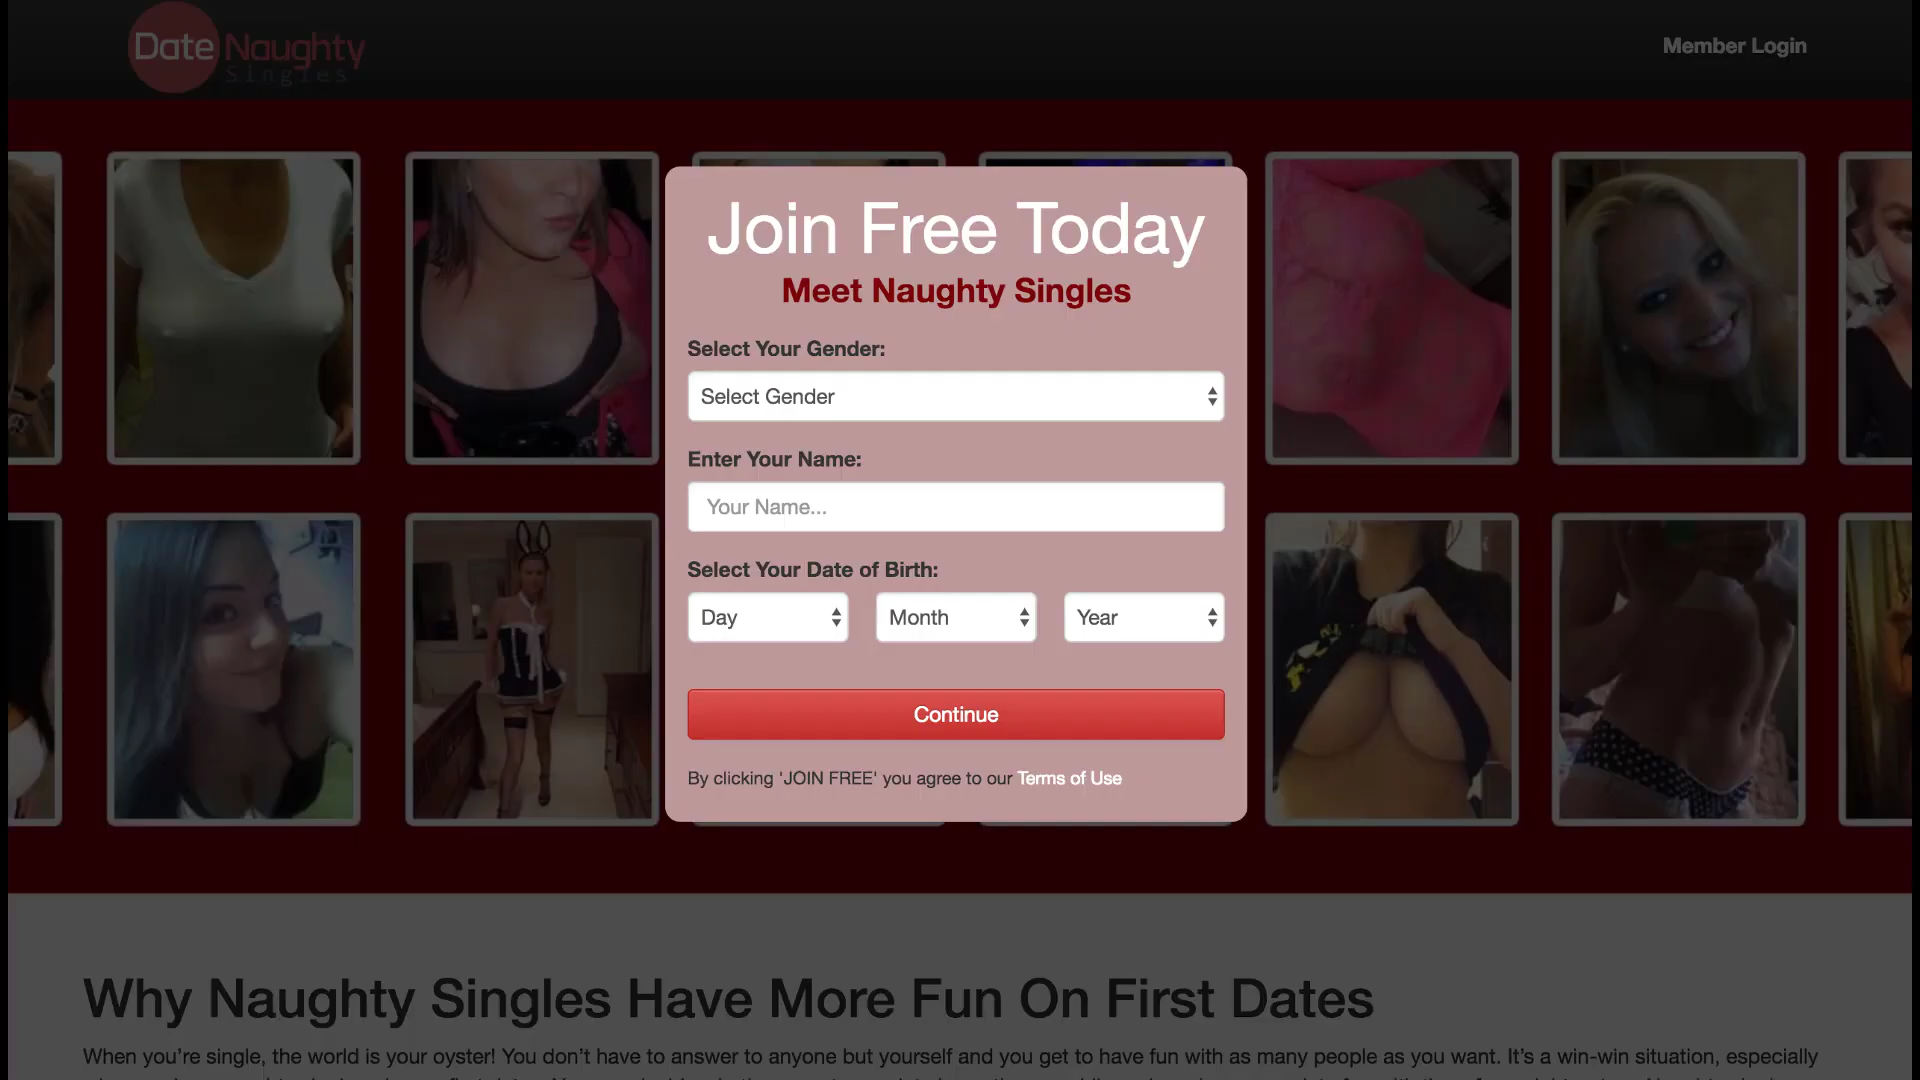 Date Naughty
Singles
Member Login
Join Free Today
Meet Naughty Singles
Select Your Gender:
Select Gender
Enter Your Name:
Your Name...
Select Your Date of Birth:
Day
Month
Year
Continue
By clicking 'JOIN FREE' you agree to our Terms of Use
Why Naughty Singles Have More Fun On First Dates
When you’re single, the world is your oyster! You don’t have to answer to anyone but yourself and you get to have fun with as many people as you want. It’s a win-win situation, especially